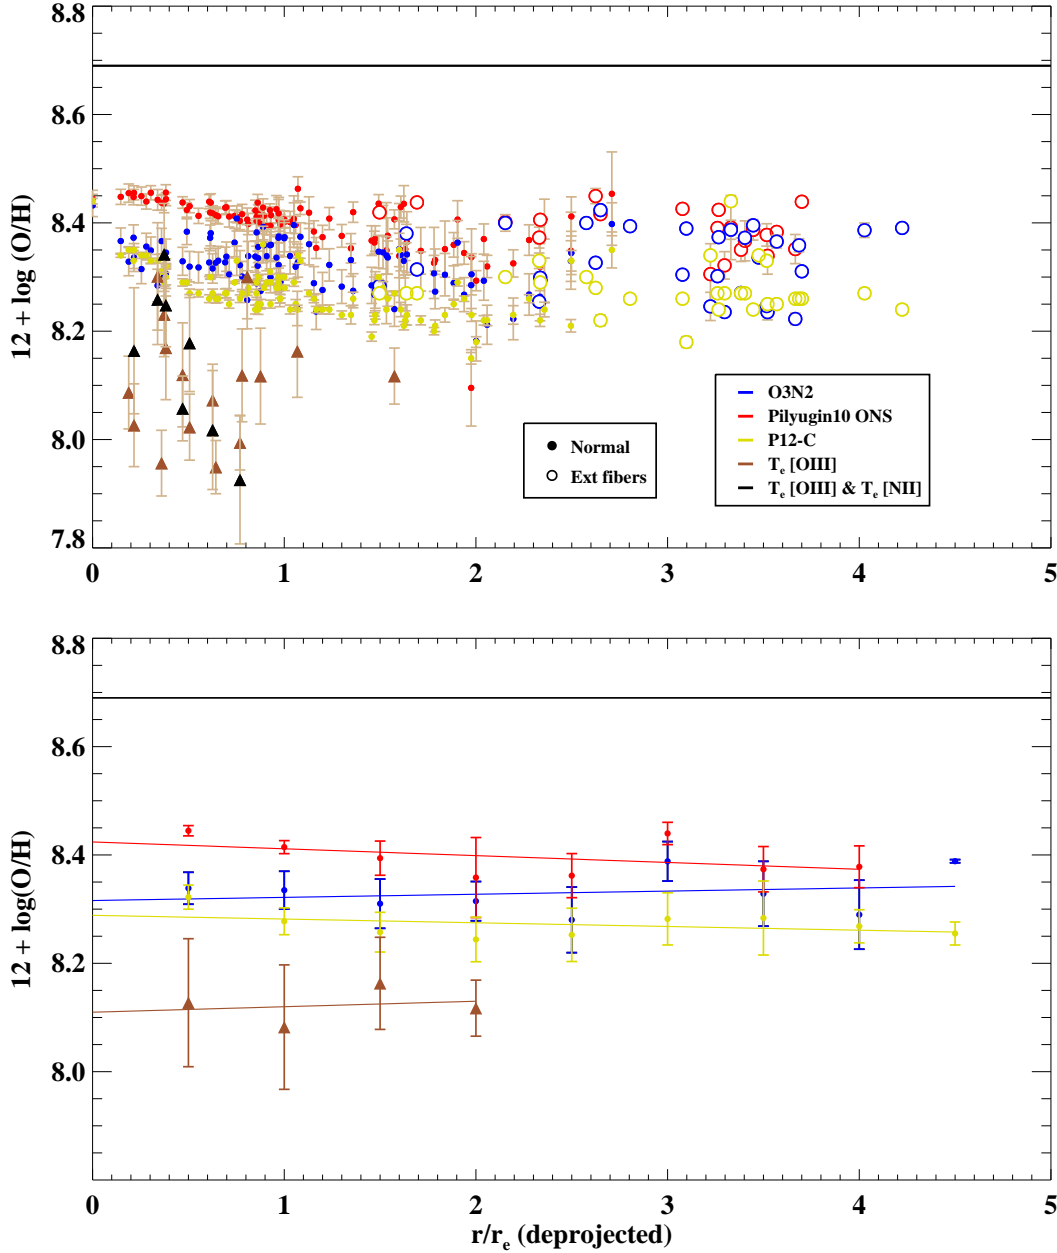 8.8
8.6
8.4
8.2
8.0
7.8
12 + log (O/H)
0 1 2 3 4 5
Normal
Ext fibers
O3N2
Pilyugin10 ONS
P12-C
Te [OIII]
Te [OIII] & Te [NII]
8.8
8.6
8.4
8.2
8.0
12 + log(O/H)
0 1 2 3 4 5
r/re (deprojected)